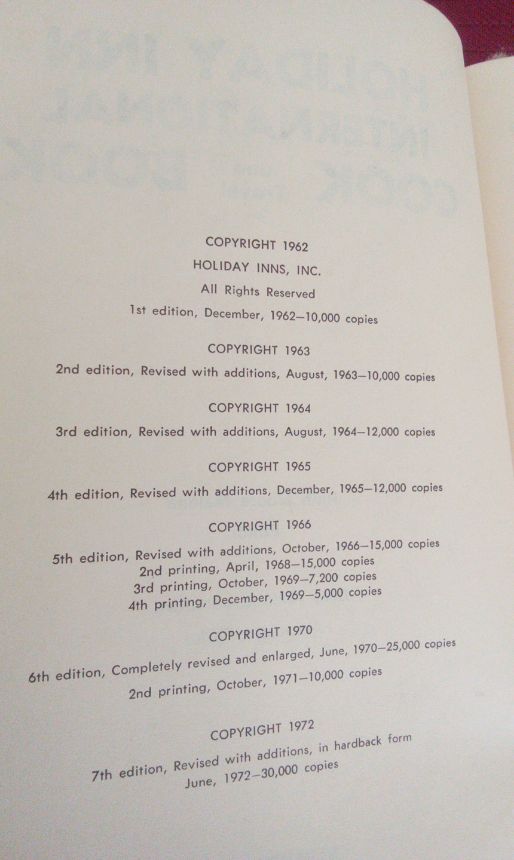 COPYRIGHT 1962
HOLIDAY INNS, INC.
All Rights Reserved
1st edition, December, 1962—10,000 copies
COPYRIGHT 1963
2nd edition, Revised with additions, August, 1963—10,000 copies
COPYRIGHT 1964
3rd edition, Revised with additions, August, 1964—12,000 copies
COPYRIGHT 1965
4th edition, Revised with additions, December, 1965—12,000 copies
COPYRIGHT 1966
5th edition, Revised with additions, October, 1966—15,000 copies
2nd printing, April, 1968—15,000 copies
3rd printing, October, 1969—7,200 copies
4th printing, December, 1969—5,000 copies
COPYRIGHT 1970
6th edition, Completely revised and enlarged, June, 1970—25,000 copies
2nd printing, October, 1971—10,000 copies
COPYRIGHT 1972
7th edition, Revised with additions, in hardback form
June, 1972—30,000 copies